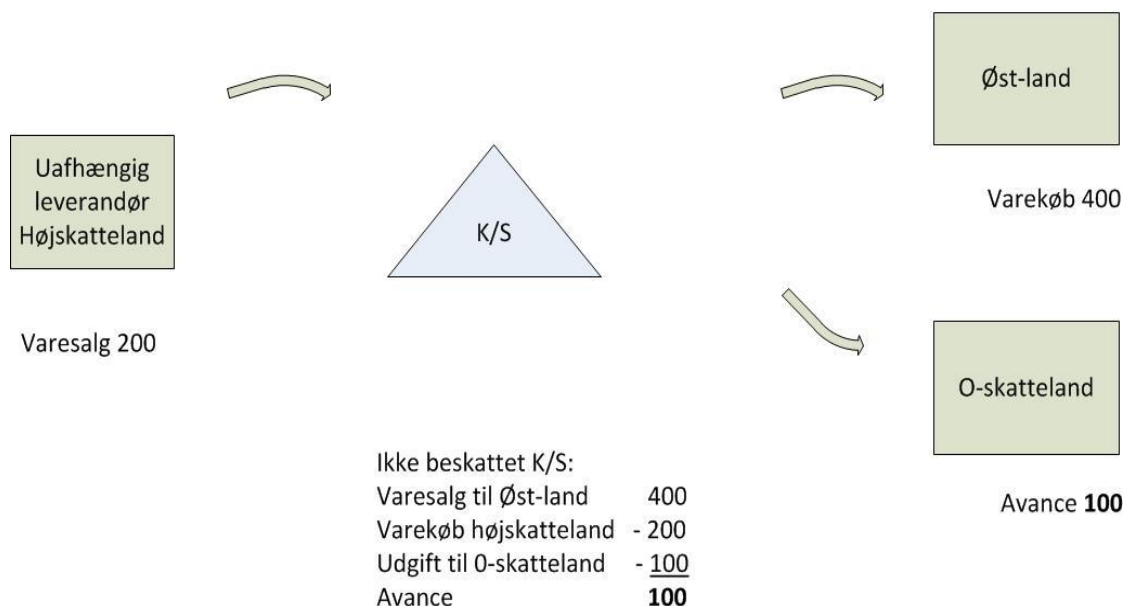 Uafhængig
leverandør
Højskatteland
Varesalg 200
K/S
Øst-land
Varekøb 400
O-skatteland
Avance 100
Ikke beskattet K/S:
Varesalg til Øst-land 400
Varekøb højskatteland - 200
Udgift til 0-skatteland - 100
Avance 100